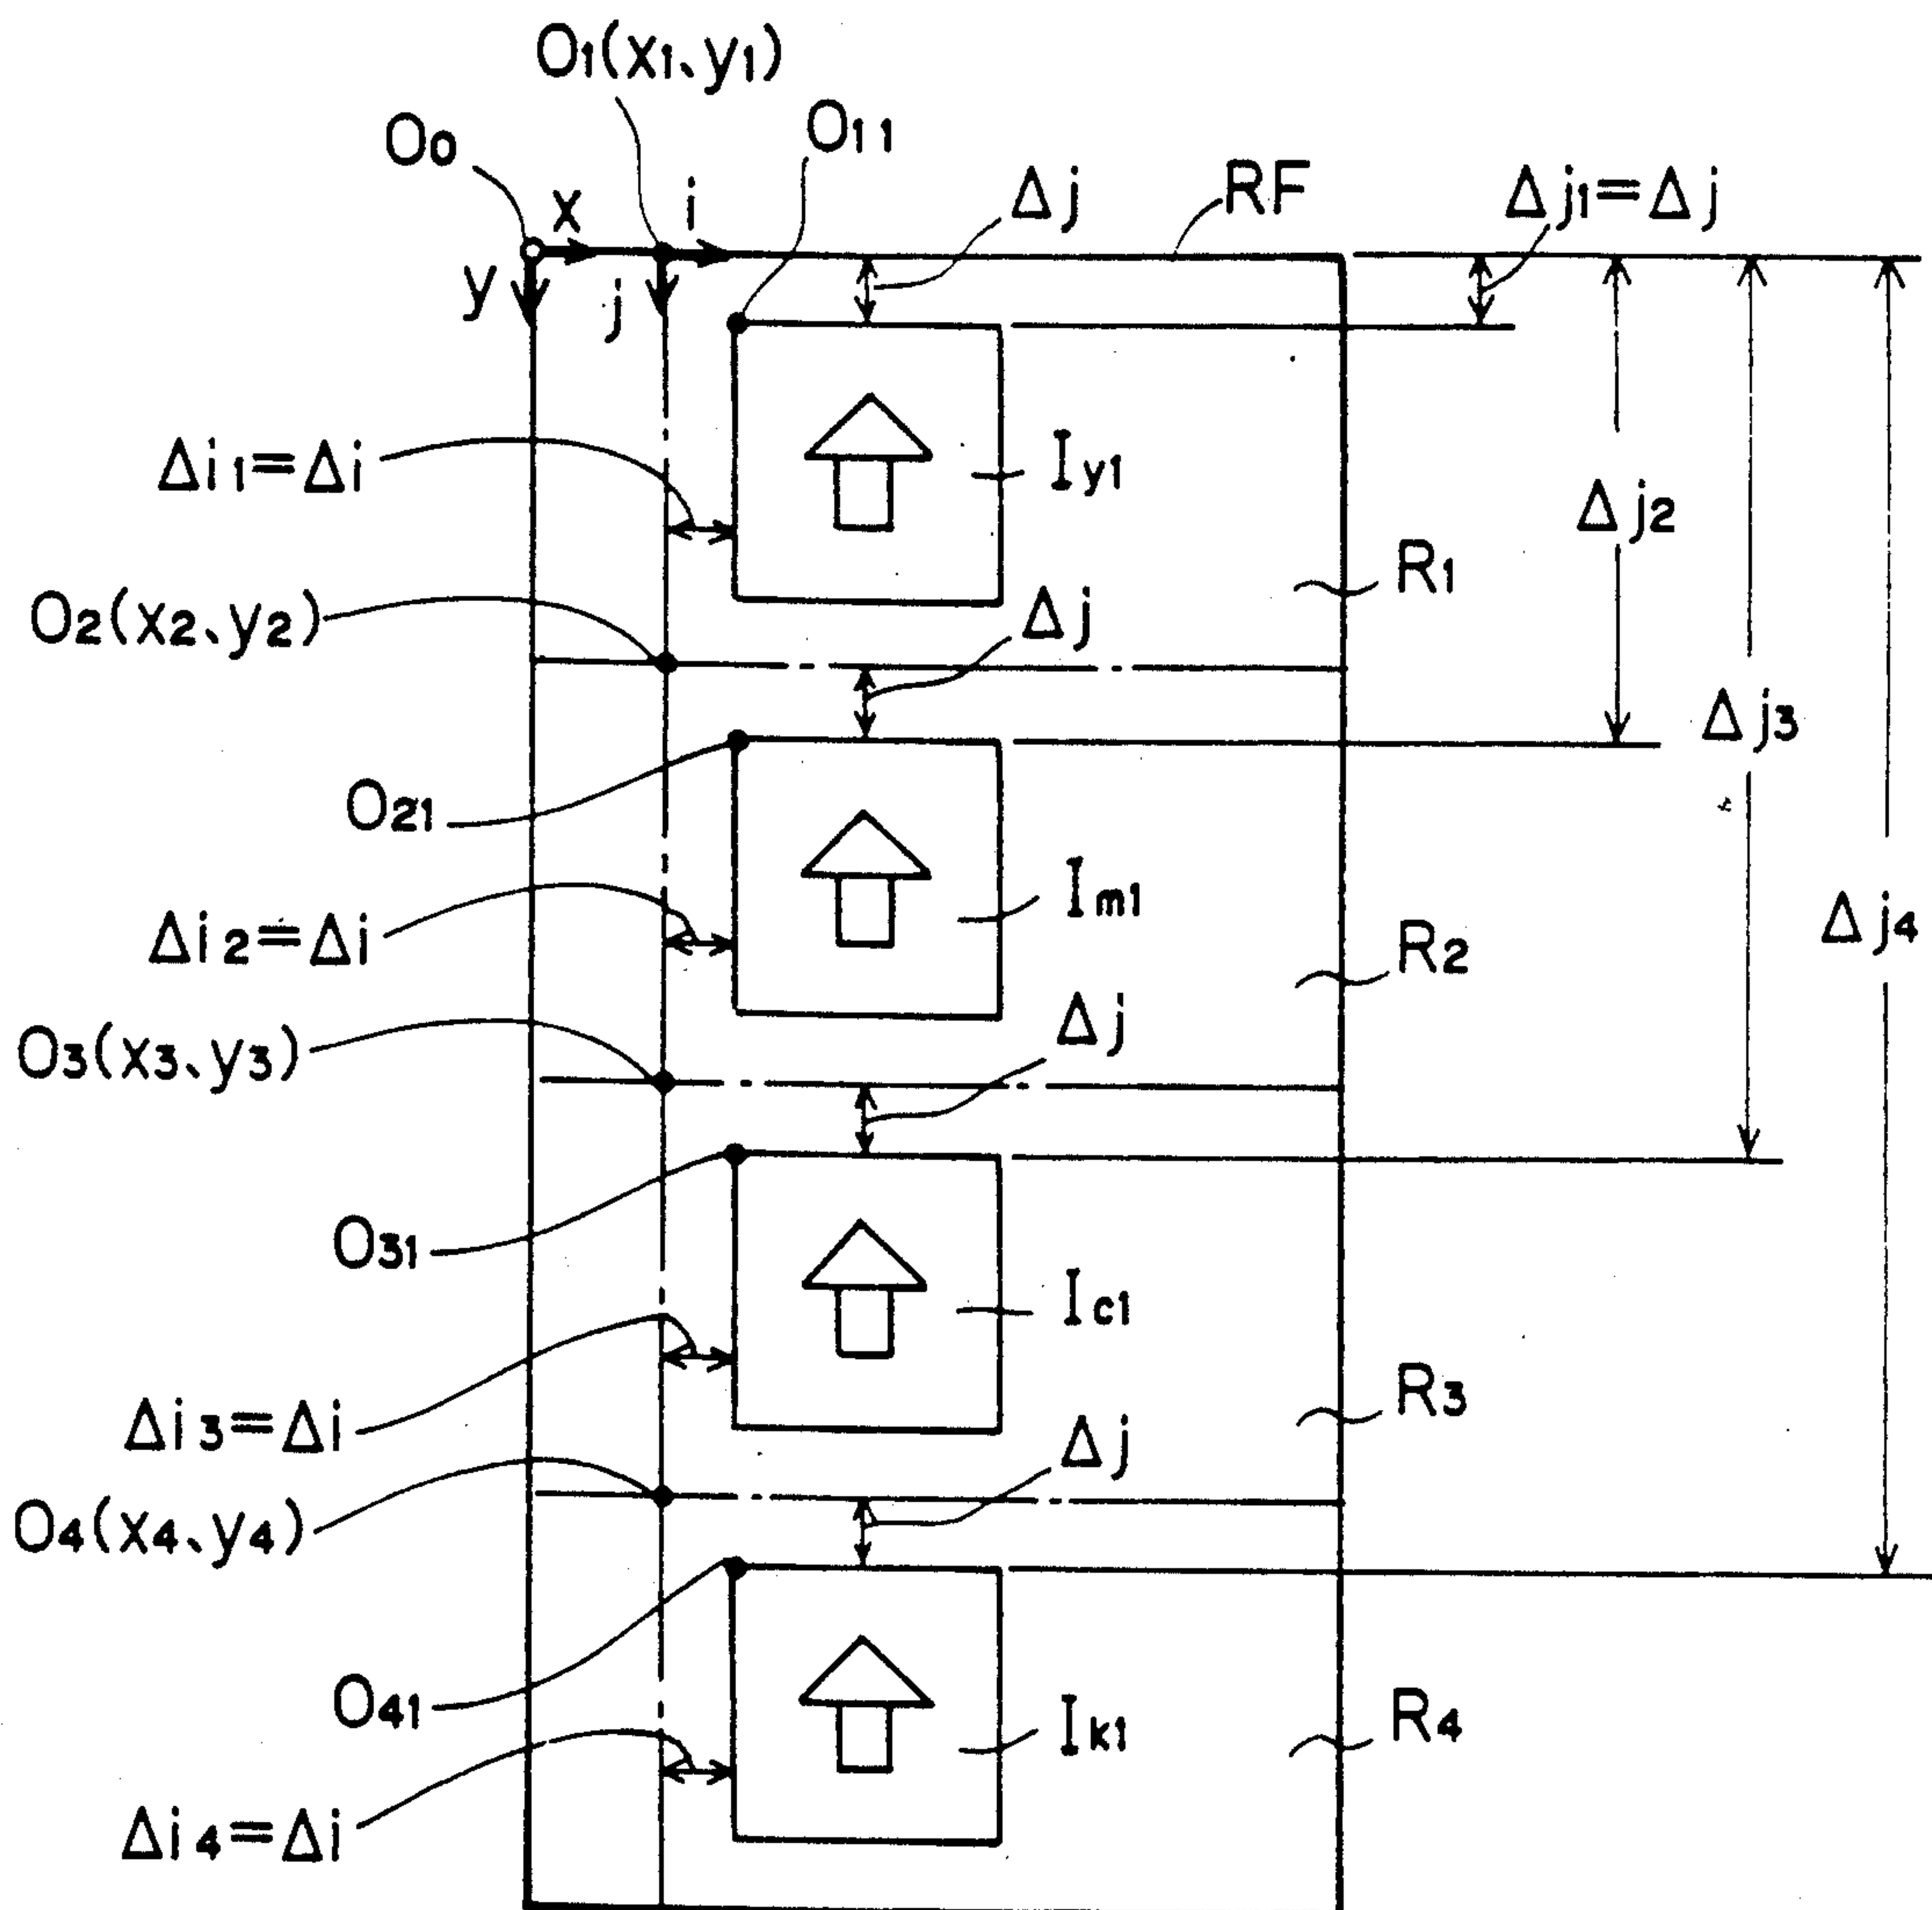 O1(x1、y1)
O0
O11
x
i
Δj
RF
Δj1=Δj
y
j
Δi1=Δi
Iy1
Δj2
R1
O2(x2、y2)
Δj
Δj3
O21
Im1
Δj4
Δi2=Δi
R2
O3(x3、y3)
Δj
O31
Ic1
Δi3=Δi
R3
Δj
O4(x4、y4)
O41
Ik1
R4
Δi4=Δi